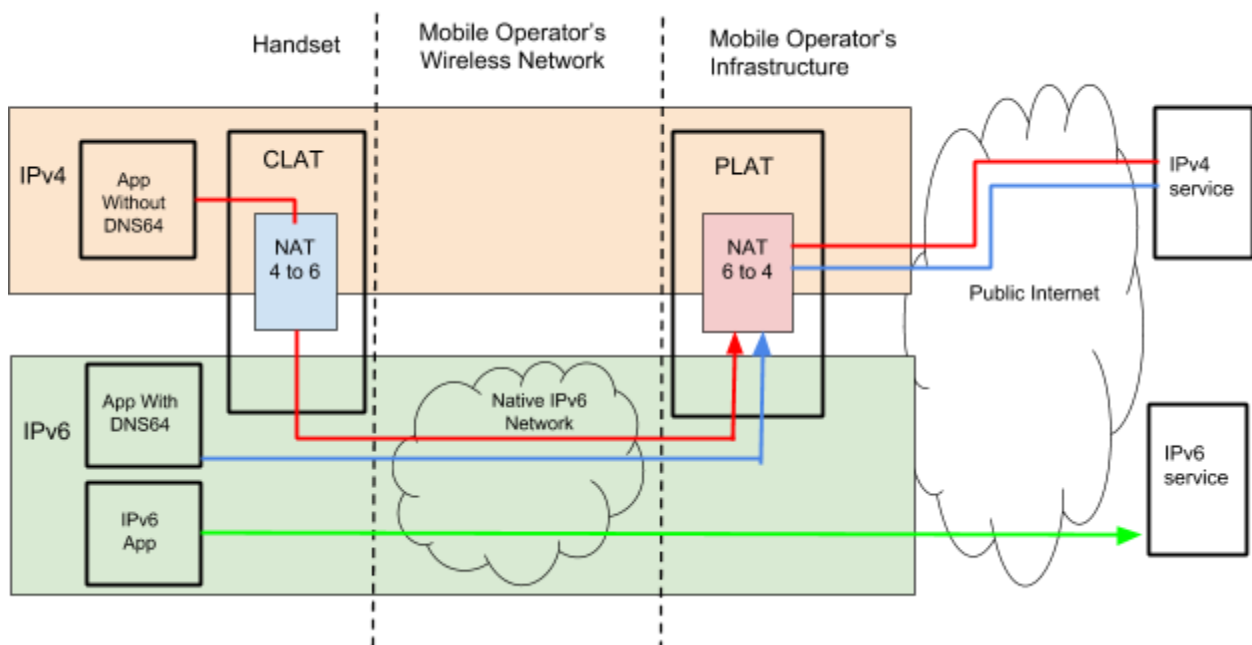 Handset
Mobile Operator's
Wireless Network
Mobile Operator's
Infrastructure
IPv4
App
Without
DNS64
CLAT
NAT
4 to 6
PLAT
NAT
6 to 4
IPv4
service
Public Internet
IPv6
App With
DNS64
Native IPv6
Network
IPv6
App
IPv6
service